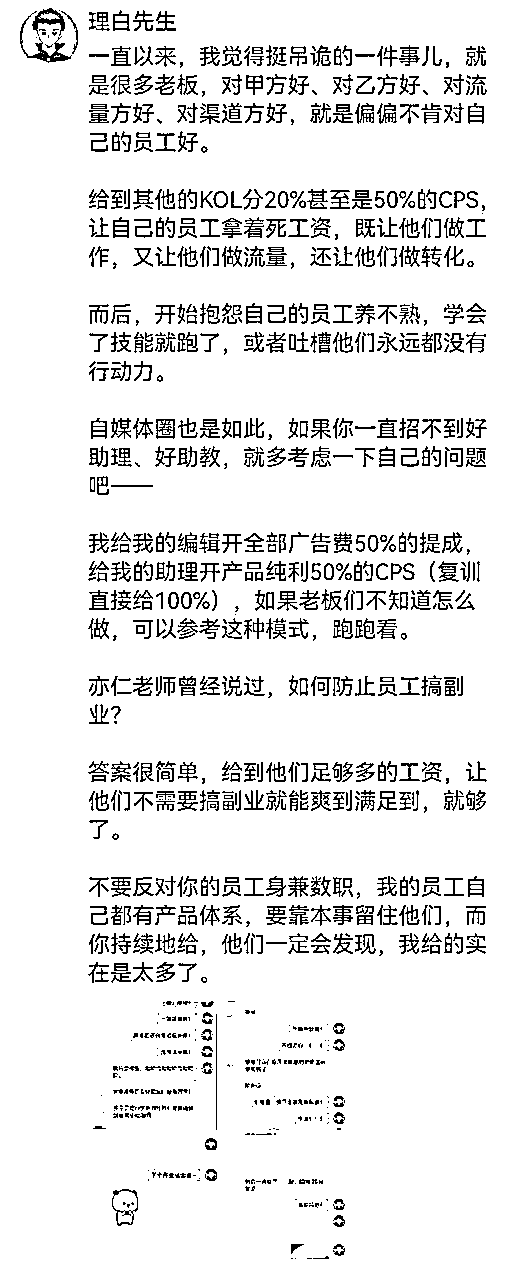 理白先生
一直以来，我觉得挺吊诡的一件事儿，就
是很多老板，对甲方好、对乙方好、对流
量方好、对渠道方好，就是偏偏不肯对自
己的员工好。
给到其他的KOL分20%甚至是50%的CPS，
让自己的员工拿着死工资，既让他们做工
作，又让他们做流量，还让他们做转化。
而后，开始抱怨自己的员工养不熟，学会
了技能就跑了，或者吐槽他们永远都没有
行动力。
自媒体圈也是如此，如果你一直招不到好
助理、好助教，就多考虑一下自己的问题
吧——
我给我的编辑开全部广告费50%的提成，
给我的助理开产品纯利50%的CPS（复训
直接给100%），如果老板们不知道怎么
做，可以参考这种模式，跑跑看。
亦仁老师曾经说过，如何防止员工搞副
业？
答案很简单，给到他们足够多的工资，让
他们不需要搞副业就能爽到满足到，就够
了。
不要反对你的员工身兼数职，我的员工自
己都有产品体系，要靠本事留住他们，而
你持续地给，他们一定会发现，我给的实
在是太多了。